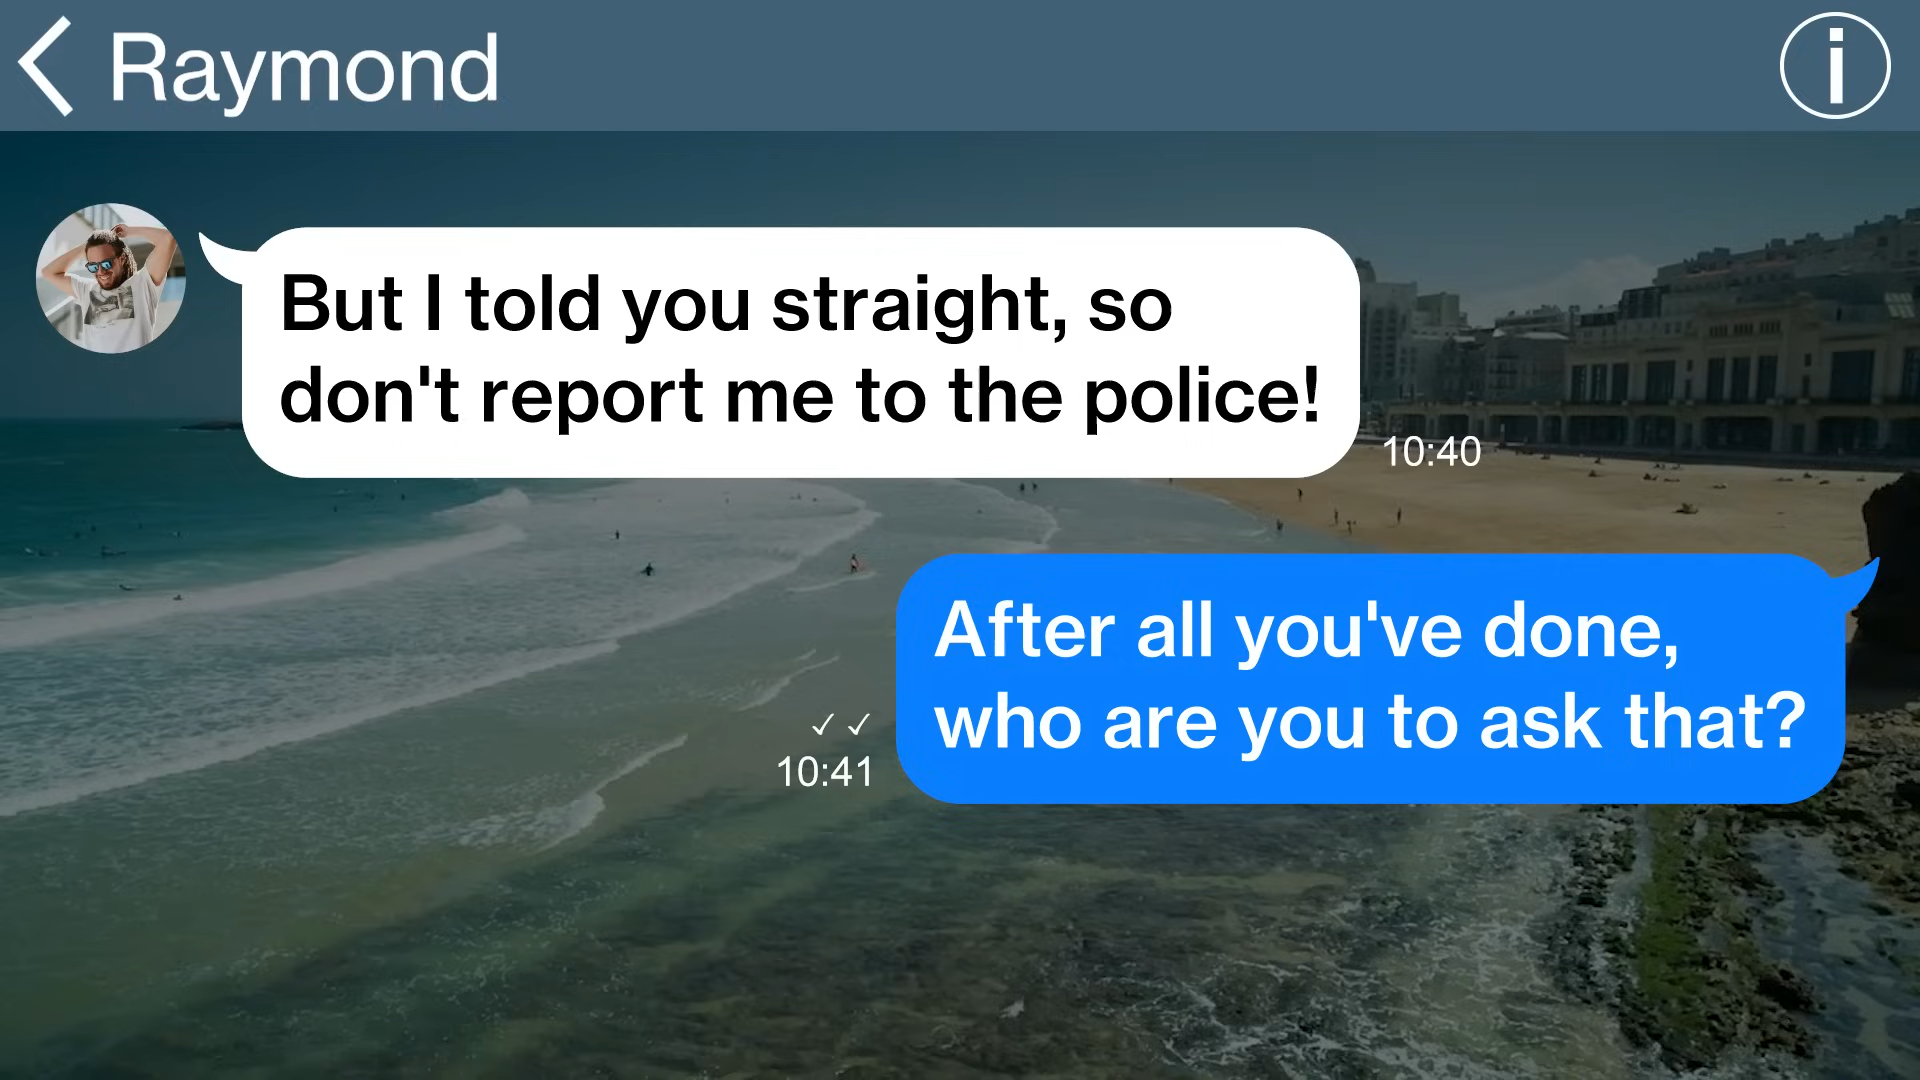 Raymond
But I told you straight, so
don't report me to the police!
10:40
After all you've done,
who are you to ask that?
✓ ✓
10:41